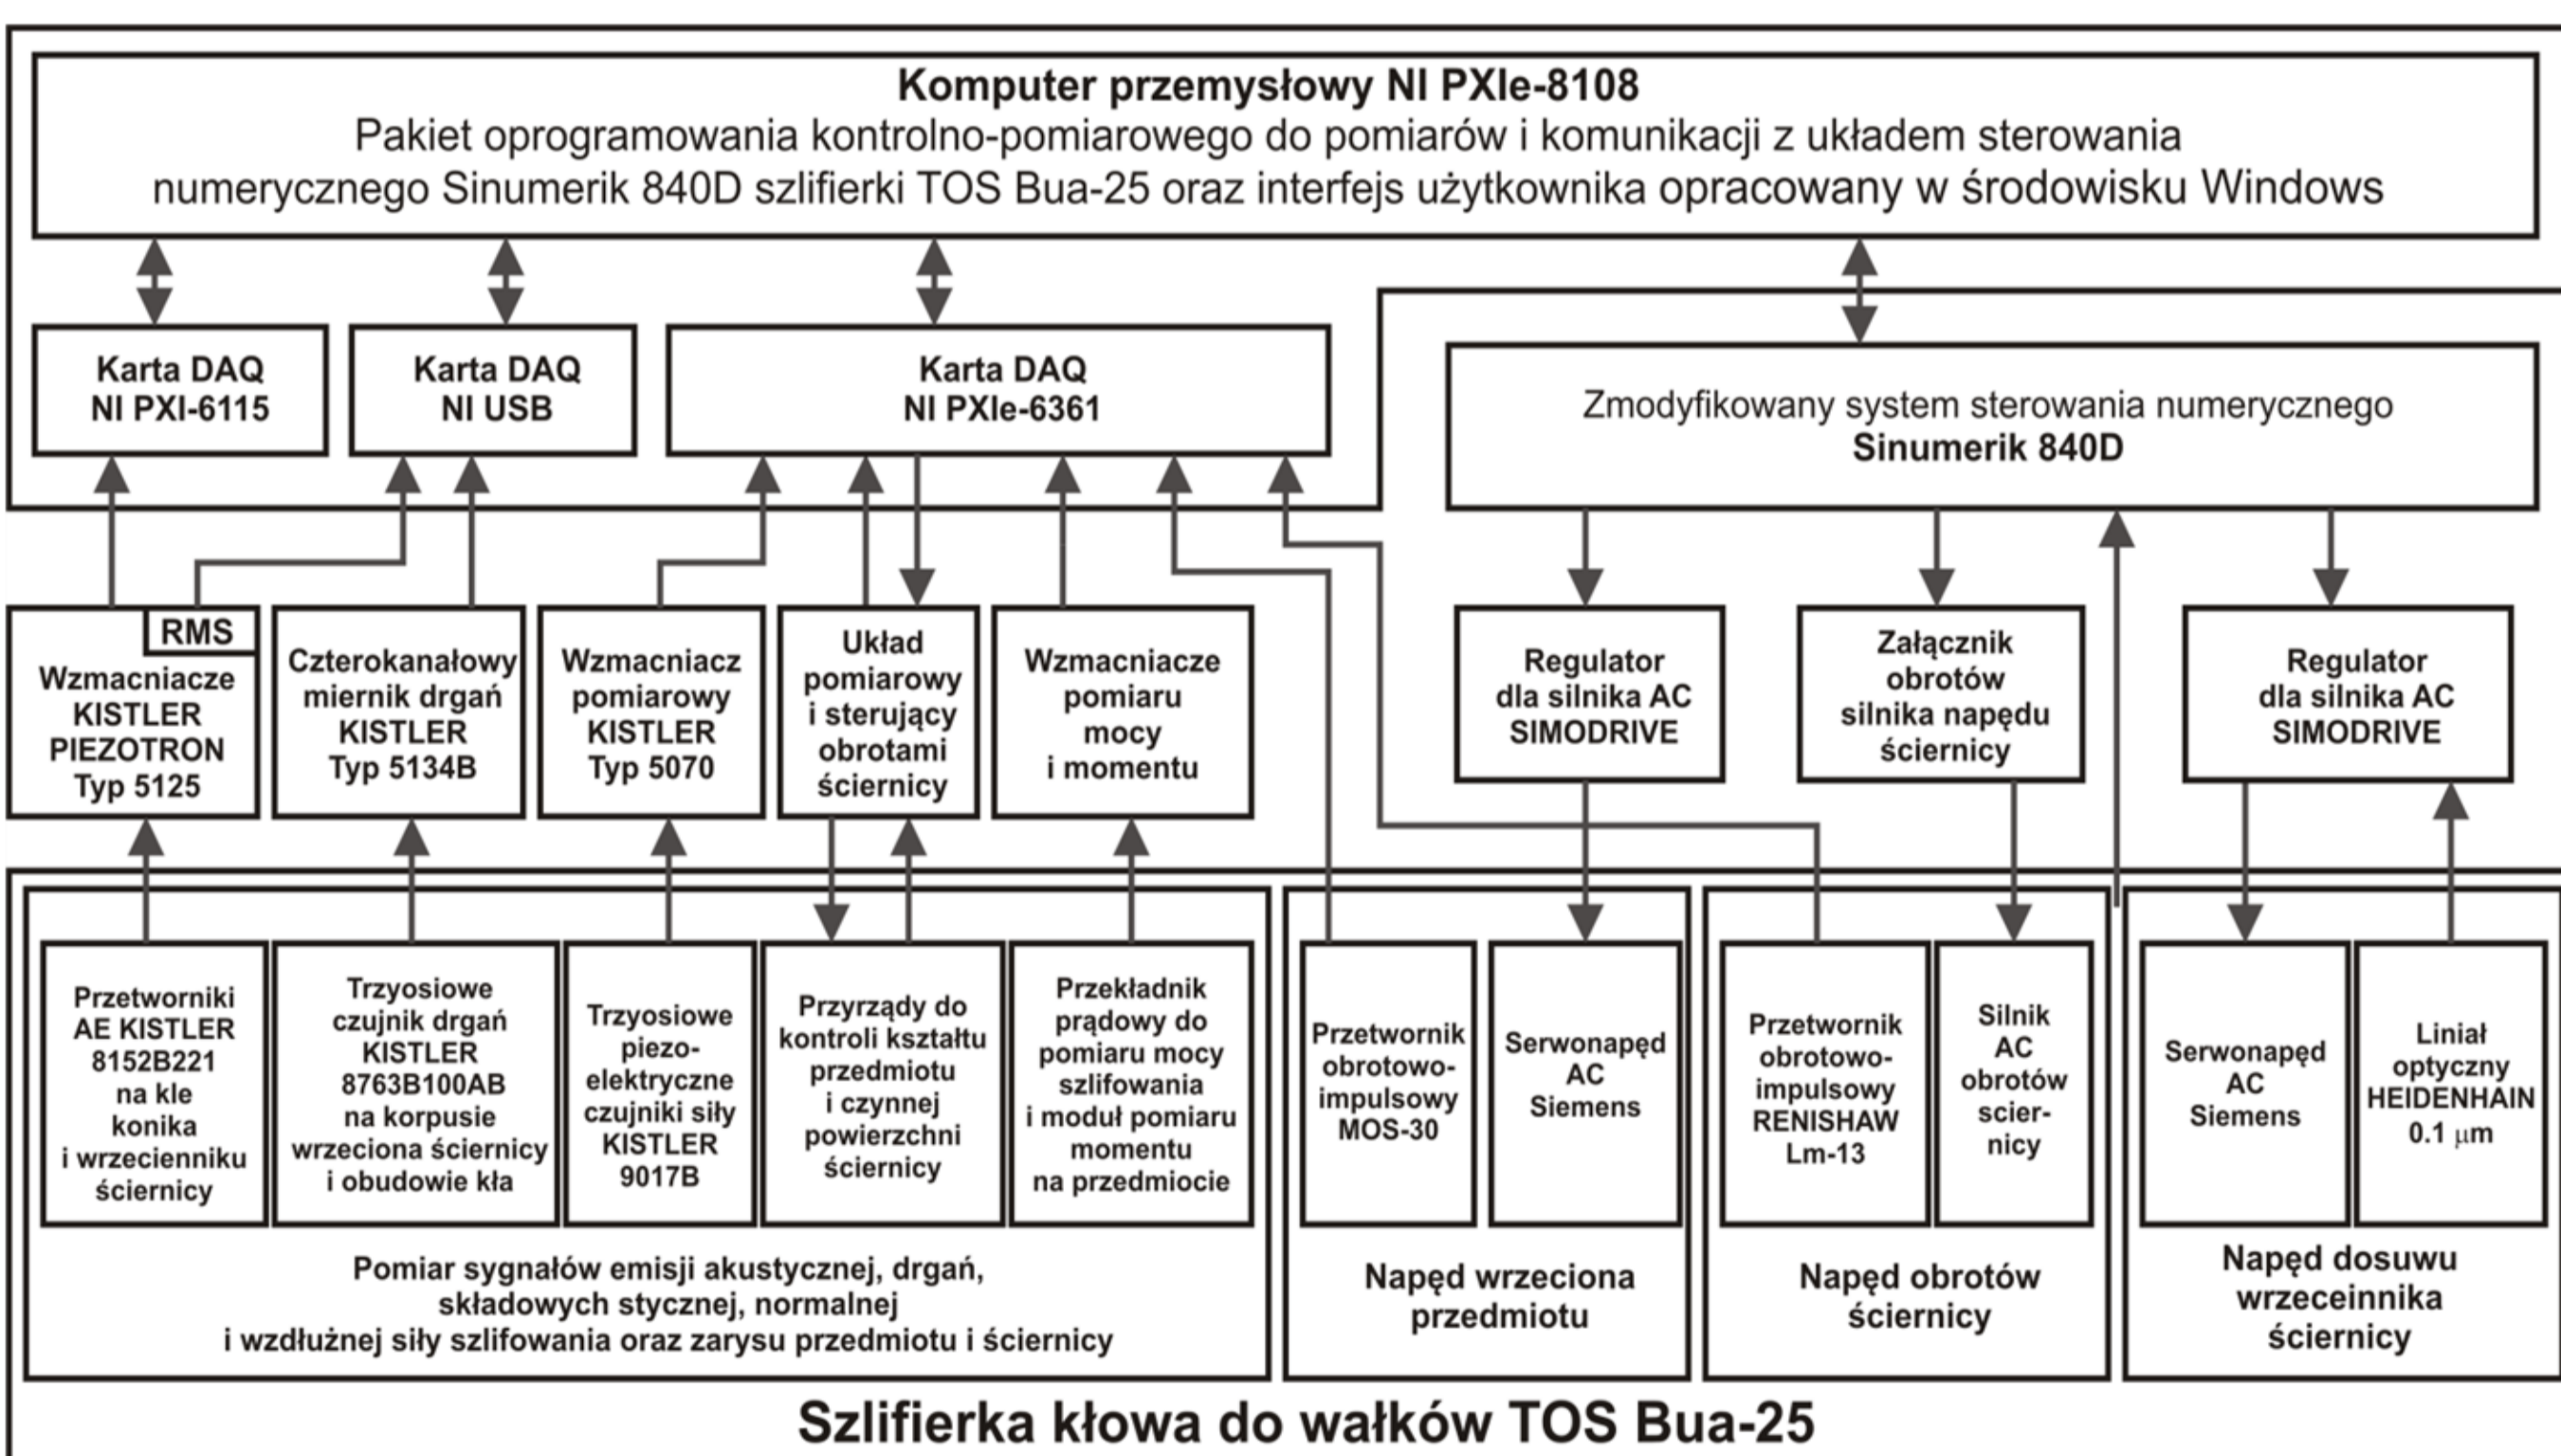 Komputer przemysłowy NI PXIe-8108
Pakiet oprogramowania kontrolno-pomiarowego do pomiarów i komunikacji z układem sterowania
numerycznego Sinumerik 840D szlifierki TOS Bua-25 oraz interfejs użytkownika opracowany w środowisku Windows
Karta DAQ
NI PXI-6115
Karta DAQ
NI USB
Karta DAQ
NI PXIe-6361
Zmodyfikowany system sterowania numerycznego
Sinumerik 840D
RMS
Wzmacniacze
KISTLER
PIEZOTRON
Typ 5125
Czterokanałowy
miernik drgań
KISTLER
Typ 5134B
Wzmacniacz
pomiarowy
KISTLER
Typ 5070
Układ
pomiarowy
i sterujący
obrotami
ściernicy
Wzmacniacze
pomiaru
mocy
i momentu
Regulator
dla silnika AC
SIMODRIVE
Załącznik
obrotów
silnika napędu
ściernicy
Regulator
dla silnika AC
SIMODRIVE
Przetworniki
AE KISTLER
8152B221
na kle
konika
i wrzecienniku
ściernicy
Trzyosiowe
czujnik drgań
KISTLER
8763B100AB
na korpusie
wrzeciona ściernicy
i obudowie kła
Trzyosiowe
piezo-
elektryczne
czujniki siły
KISTLER
9017B
Przyrządy do
kontroli kształtu
przedmiotu
i czynnej
powierzchni
ściernicy
Przekładnik
prądowy do
pomiaru mocy
szlifowania
i moduł pomiaru
momentu
na przedmiocie
Przetwornik
obrotowo-
impulsowy
MOS-30
Serwonapęd
AC
Siemens
Przetwornik
obrotowo-
impulsowy
RENISHAW
Lm-13
Silnik
AC
obrotów
scier-
nicy
Serwonapęd
AC
Siemens
Liniał
optyczny
HEIDENHAIN
0.1 µm
Pomiar sygnałów emisji akustycznej, drgań,
składowych stycznej, normalnej
i wzdłużnej siły szlifowania oraz zarysu przedmiotu i ściernicy
Napęd wrzeciona
przedmiotu
Napęd obrotów
ściernicy
Napęd dosuwu
wrzeceinnika
ściernicy
Szlifierka kłowa do wałków TOS Bua-25